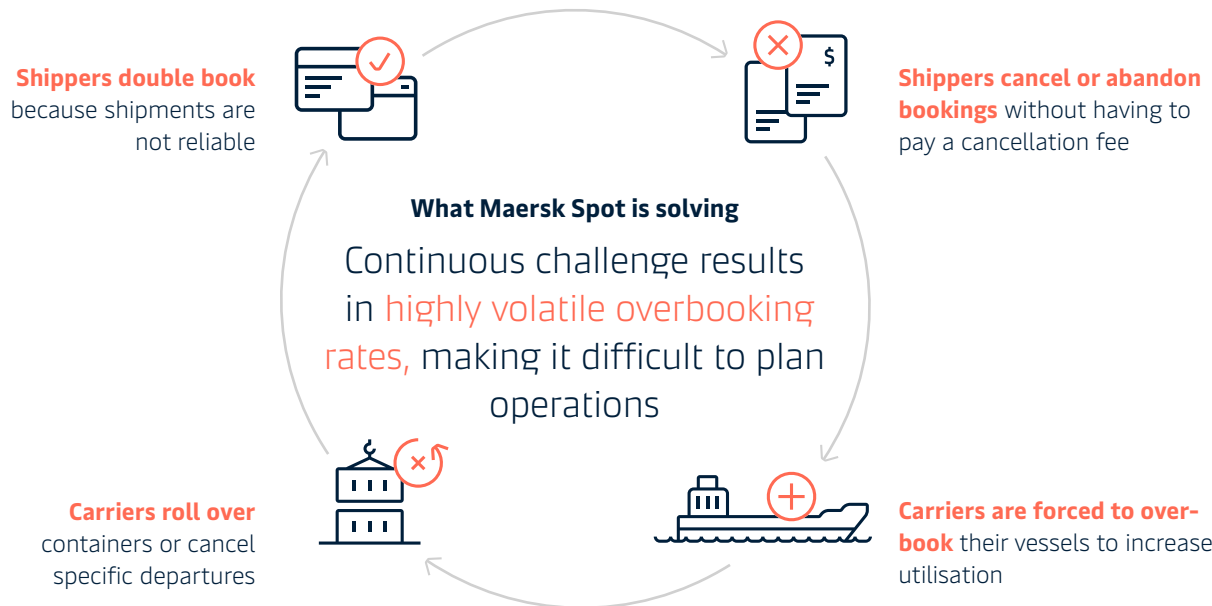 Shippers double book
because shipments are
not reliable
$
Shippers cancel or abandon
bookings without having to
pay a cancellation fee
What Maersk Spot is solving
Continuous challenge results
in highly volatile overbooking
rates, making it difficult to plan
operations
Carriers roll over
containers or cancel
specific departures
Carriers are forced to over-
book their vessels to increase
utilisation